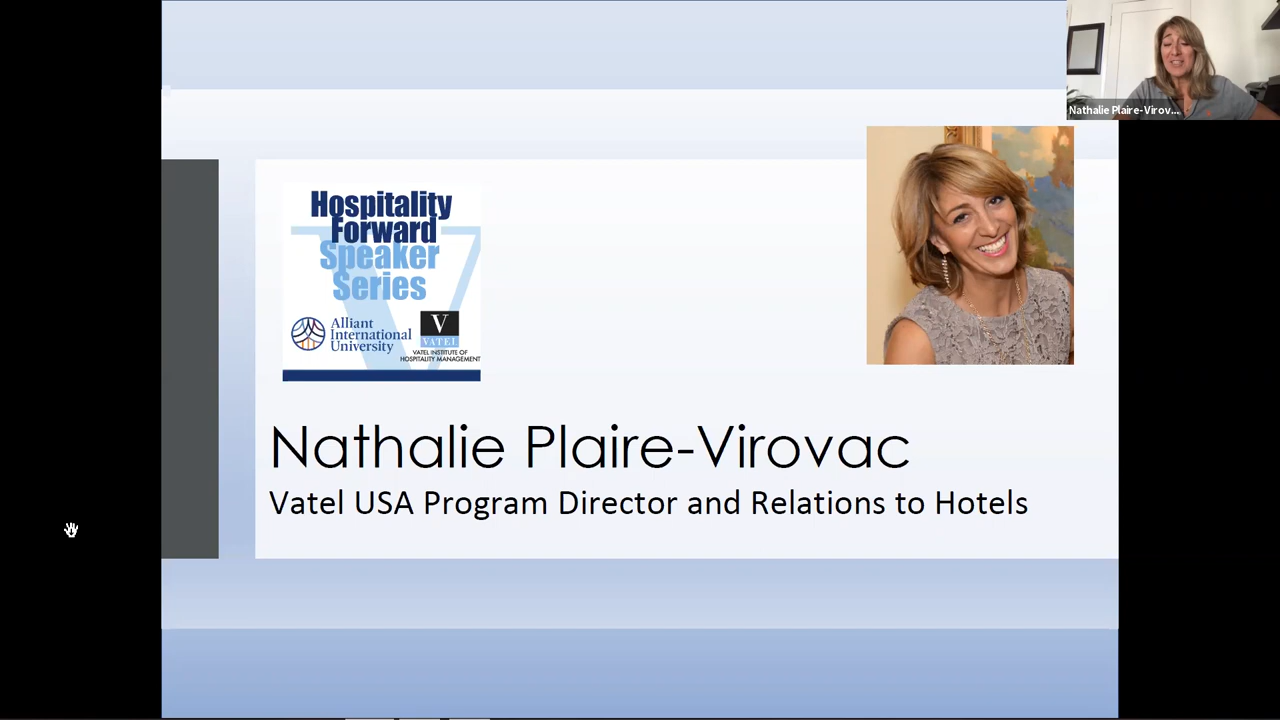 Nathalie Plaire-Virov...
Hospitality
Forward
Speaker
Series
Alliant
International
University
V
VATEL
VATEL INSTITUTE OF
HOSPITALITY MANAGEMENT
Nathalie Plaire-Virovac
Vatel USA Program Director and Relations to Hotels